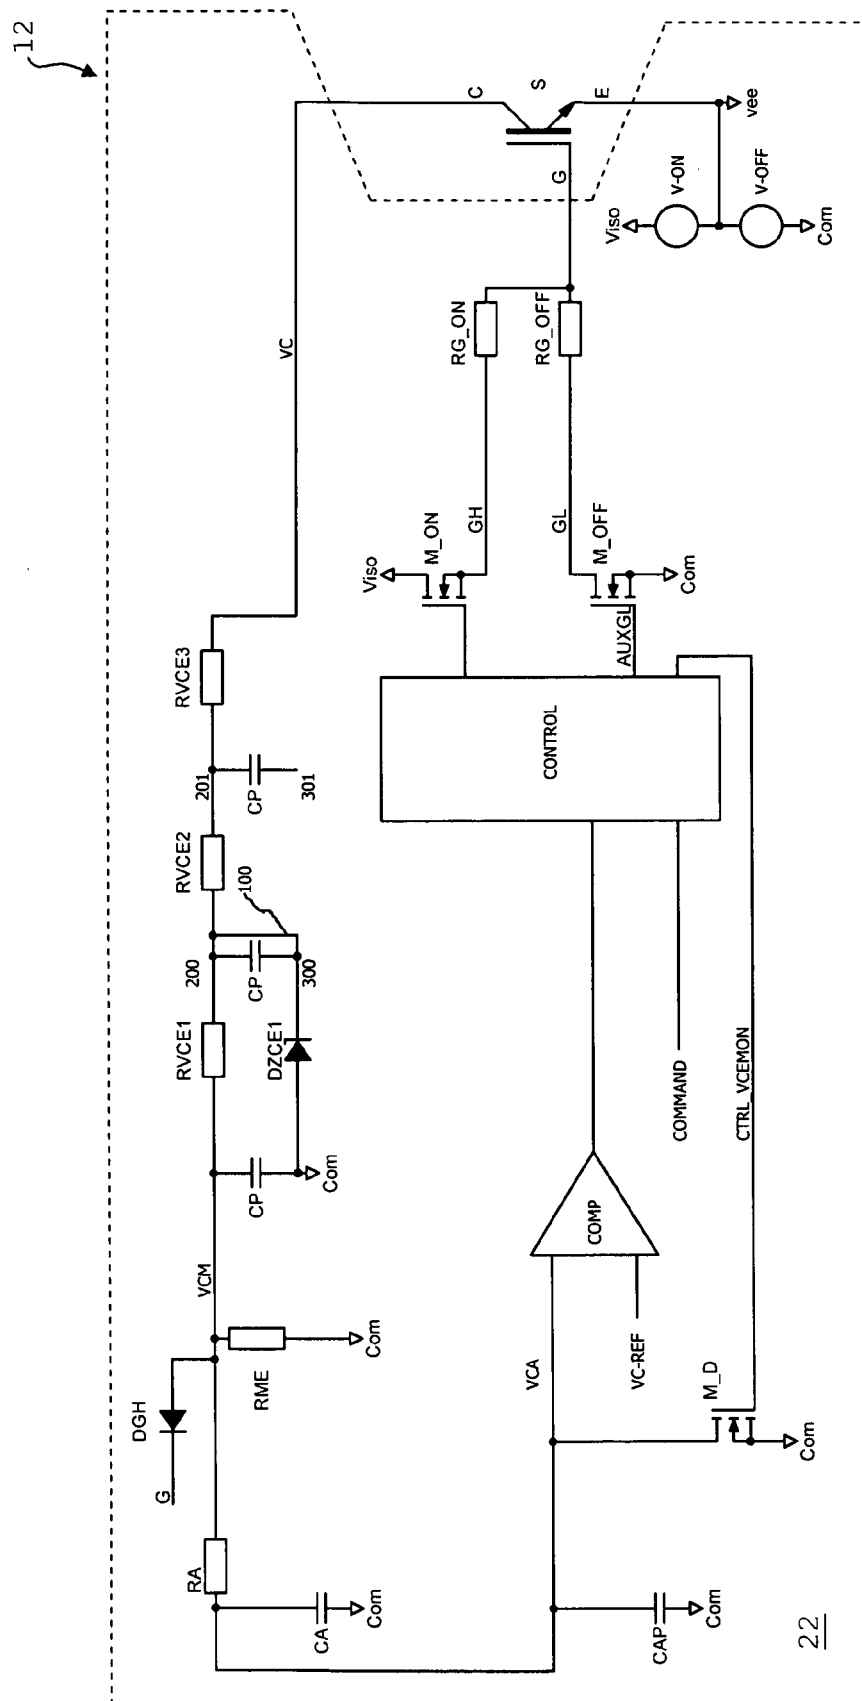 12
C
S
E
G
vee
V-ON
V-OFF
Viso
Com
VC
RG_ON
RG_OFF
GH
GL
M_ON
M_OFF
Viso
Com
AUXGL
CONTROL
RVCE3
201
CP
301
RVCE2
100
200
CP
300
RVCE1
DZCE1
CP
Com
VCM
COMMAND
CTRL_VCEMON
COMP
VCA
VC-REF
M_D
Com
DGH
G
RME
Com
RA
CA
Com
CAP
Com
22